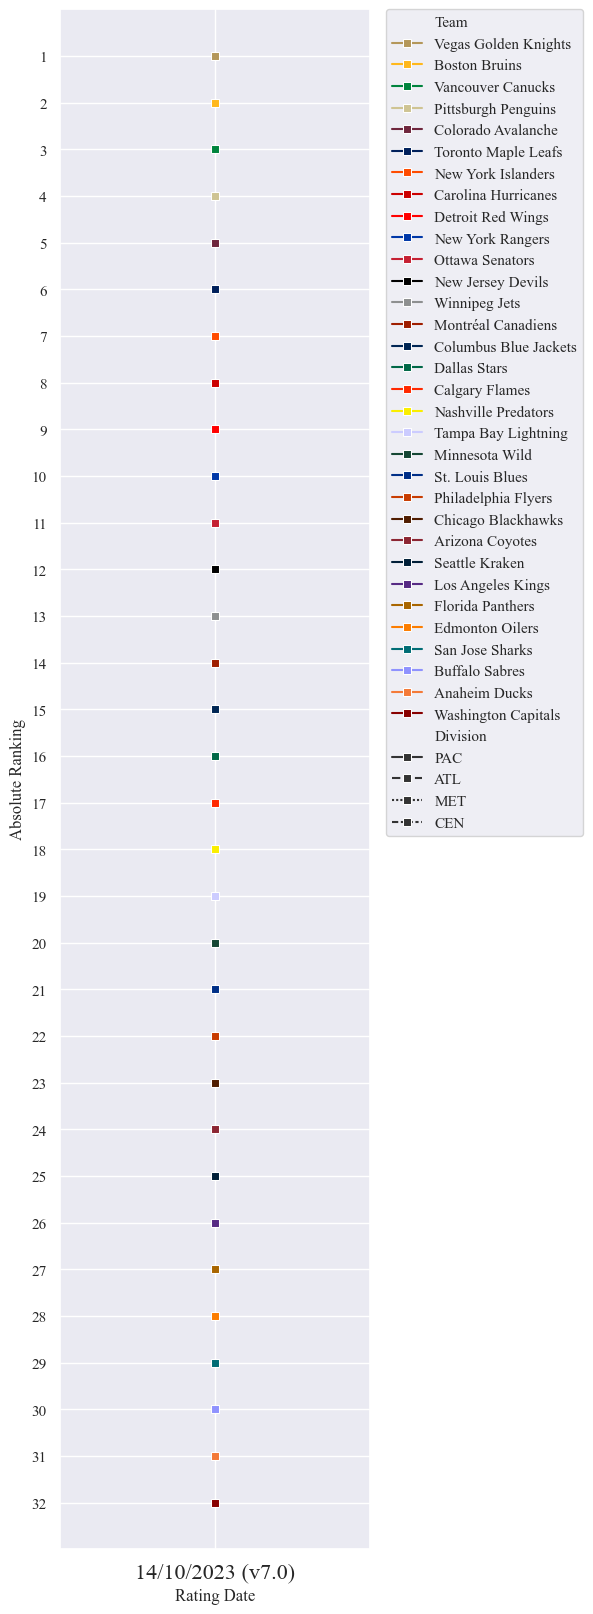 Team
Vegas Golden Knights
Boston Bruins
Vancouver Canucks
Pittsburgh Penguins
Colorado Avalanche
Toronto Maple Leafs
New York Islanders
Carolina Hurricanes
Detroit Red Wings
New York Rangers
Ottawa Senators
New Jersey Devils
Winnipeg Jets
Montréal Canadiens
Columbus Blue Jackets
Dallas Stars
Calgary Flames
Nashville Predators
Tampa Bay Lightning
Minnesota Wild
St. Louis Blues
Philadelphia Flyers
Chicago Blackhawks
Arizona Coyotes
Seattle Kraken
Los Angeles Kings
Florida Panthers
Edmonton Oilers
San Jose Sharks
Buffalo Sabres
Anaheim Ducks
Washington Capitals
Division
PAC
ATL
MET
CEN
Absolute Ranking
1
2
3
4
5
6
7
8
9
10
11
12
13
14
15
16
17
18
19
20
21
22
23
24
25
26
27
28
29
30
31
32
14/10/2023 (v7.0)
Rating Date